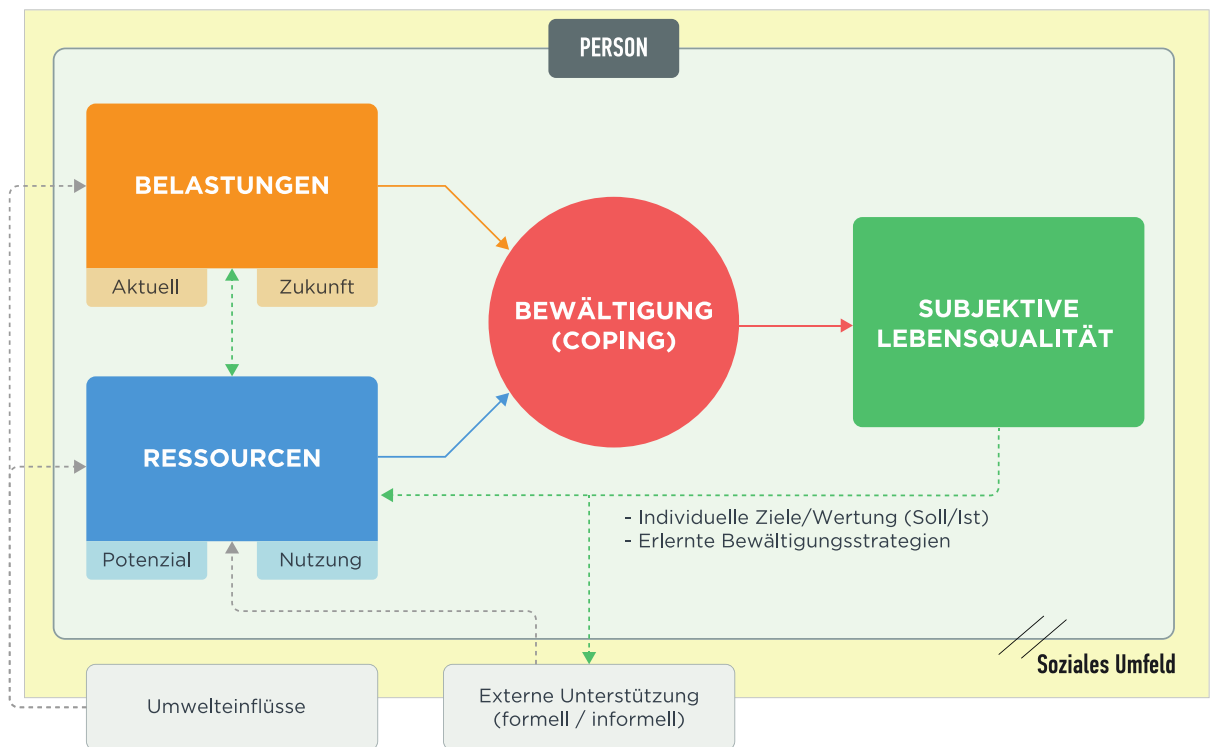 PERSON
BELASTUNGEN
Aktuell
Zukunft
BEWÄLTIGUNG
(COPING)
SUBJEKTIVE
LEBENSQUALITÄT
RESSOURCEN
Potenzial
Nutzung
- Individuelle Ziele/Wertung (Soll/Ist)
- Erlernte Bewältigungsstrategien
Soziales Umfeld
Umwelteinflüsse
Externe Unterstützung
(formell / informell)